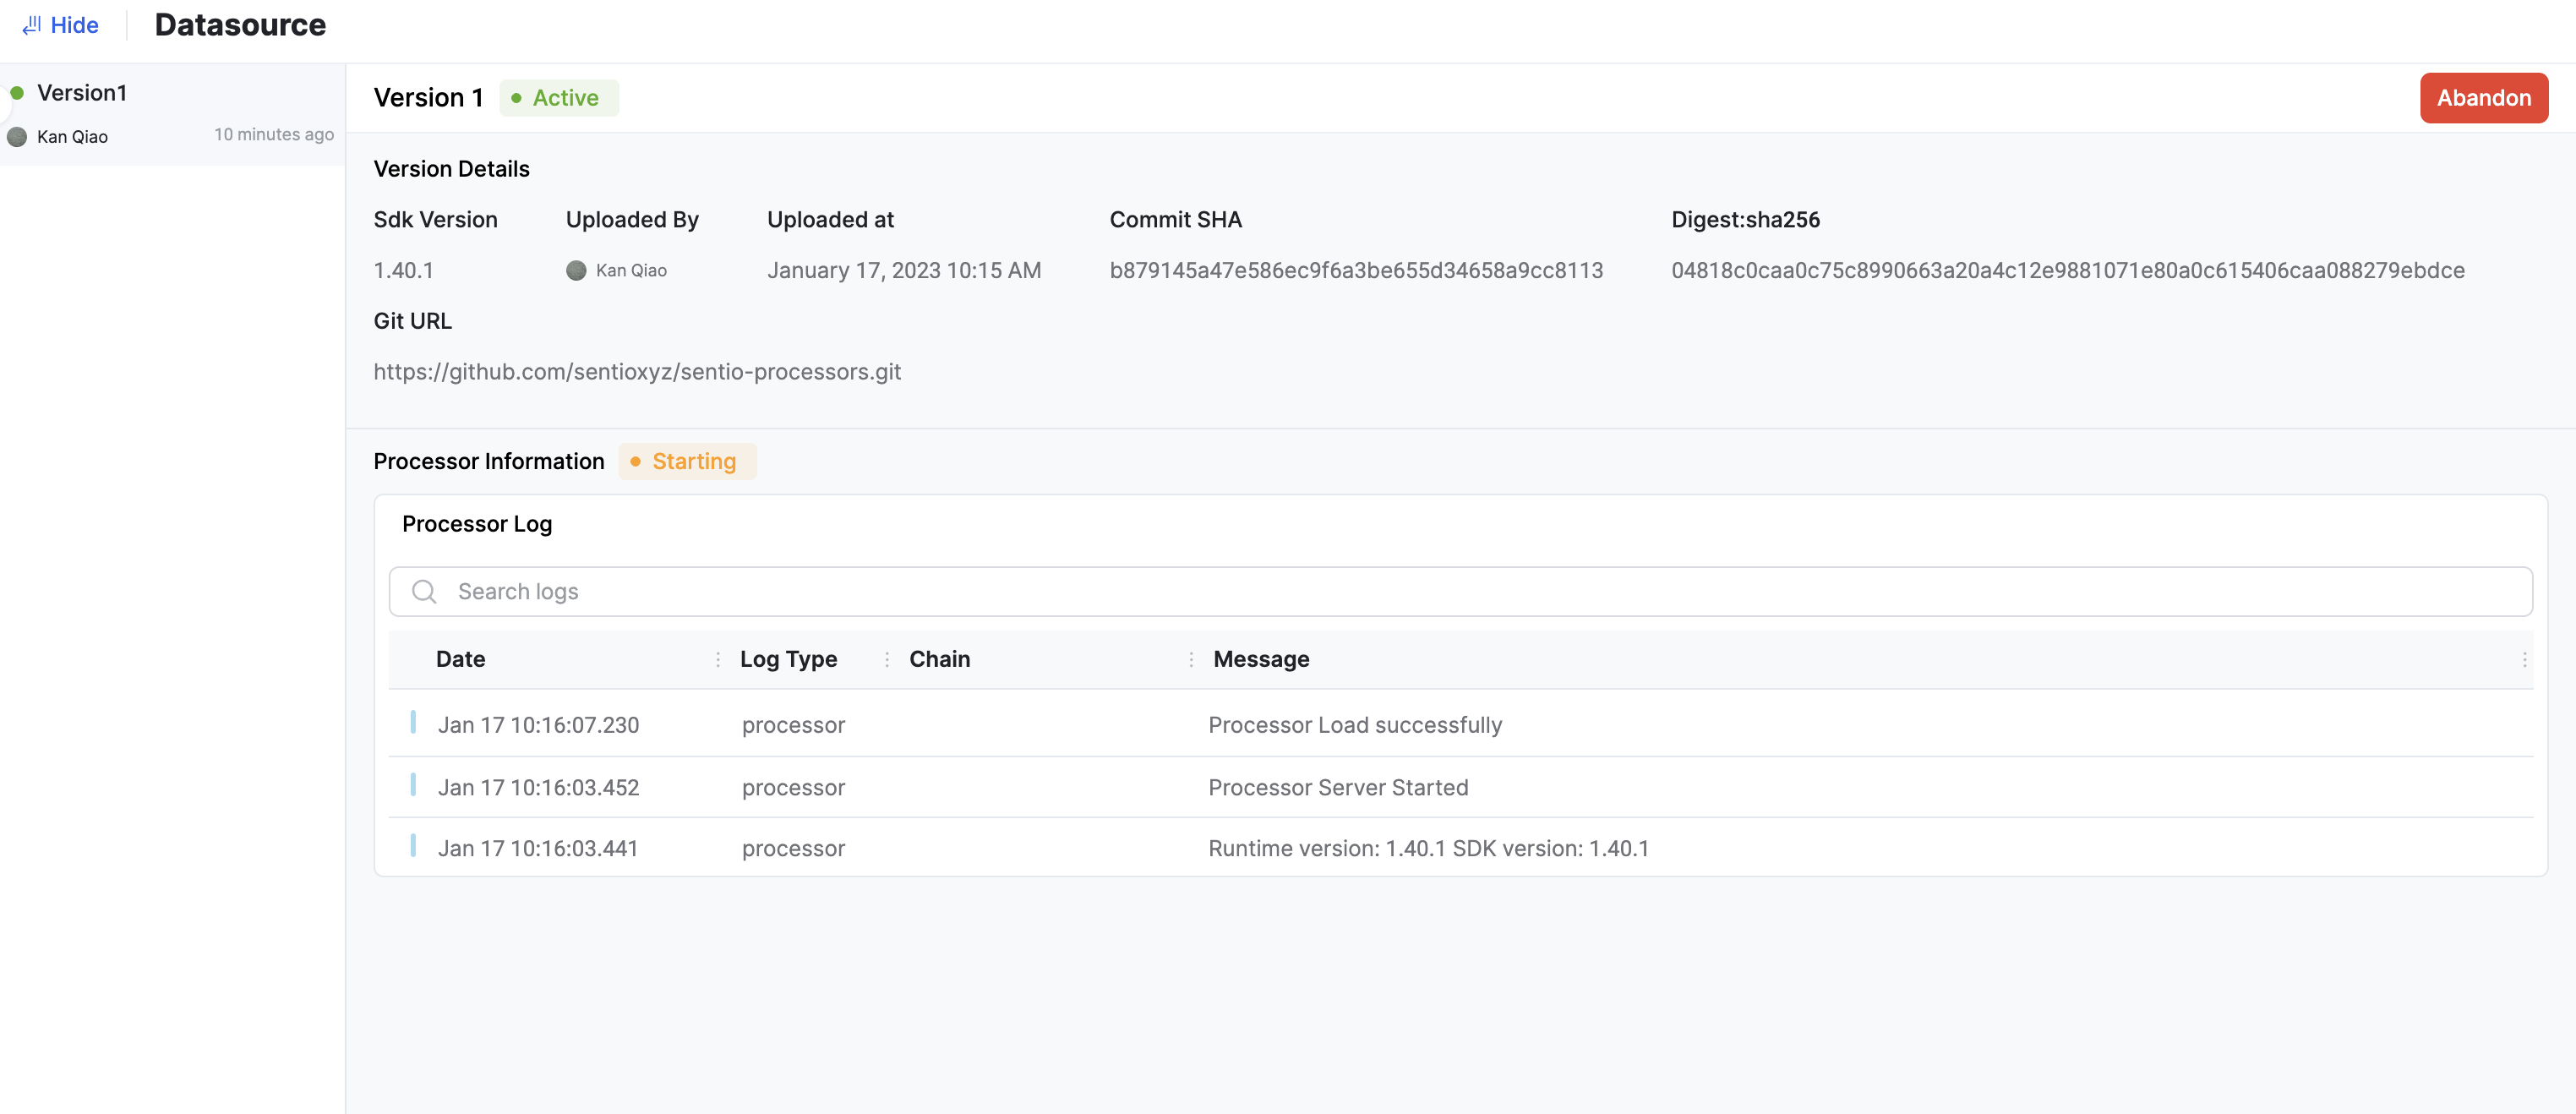 Hide
Datasource
Version1
Kan Qiao 10 minutes ago
Version 1 Active Abandon
Version Details
Sdk Version Uploaded By Uploaded at Commit SHA Digest:sha256
1.40.1 Kan Qiao January 17, 2023 10:15 AM b879145a47e586ec9f6a3be655d34658a9cc8113 04818c0caa0c75c8990663a20a4c12e9881071e80a0c615406caa088279ebdce
Git URL
https://github.com/sentioxyz/sentio-processors.git
Processor Information Starting
Processor Log
Search logs
Date Log Type Chain Message
Jan 17 10:16:07.230 processor Processor Load successfully
Jan 17 10:16:03.452 processor Processor Server Started
Jan 17 10:16:03.441 processor Runtime version: 1.40.1 SDK version: 1.40.1